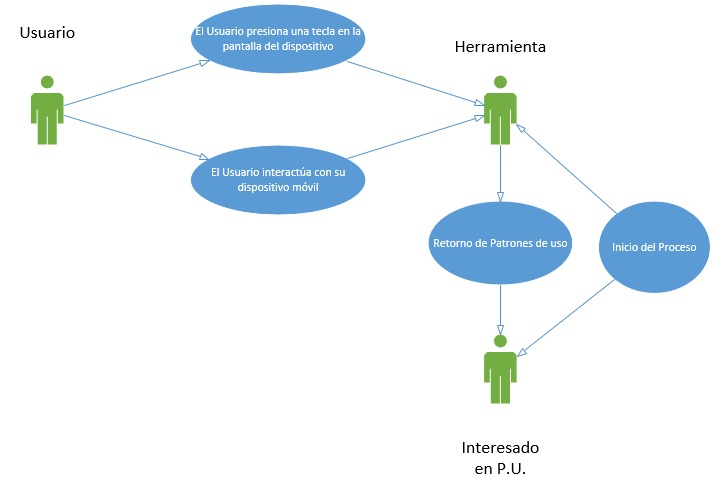 Usuario
El Usuario presiona una tecla en la
pantalla del dispositivo
Herramienta
El Usuario interactúa con su
dispositivo móvil
Retorno de Patrones de uso
Inicio del Proceso
Interesado
en P.U.